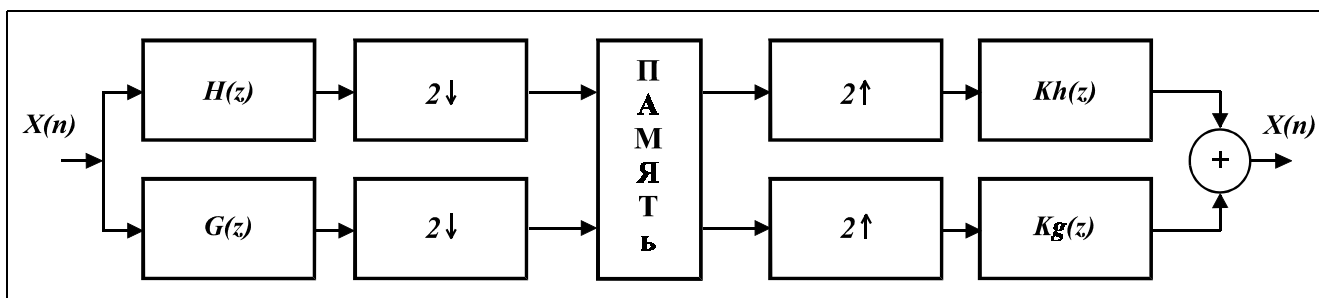 X(n)
H(z)
2↓
G(z)
2↓
П
А
М
Я
Т
Ь
2↑
Kh(z)
2↑
Kg(z)
+
X(n)